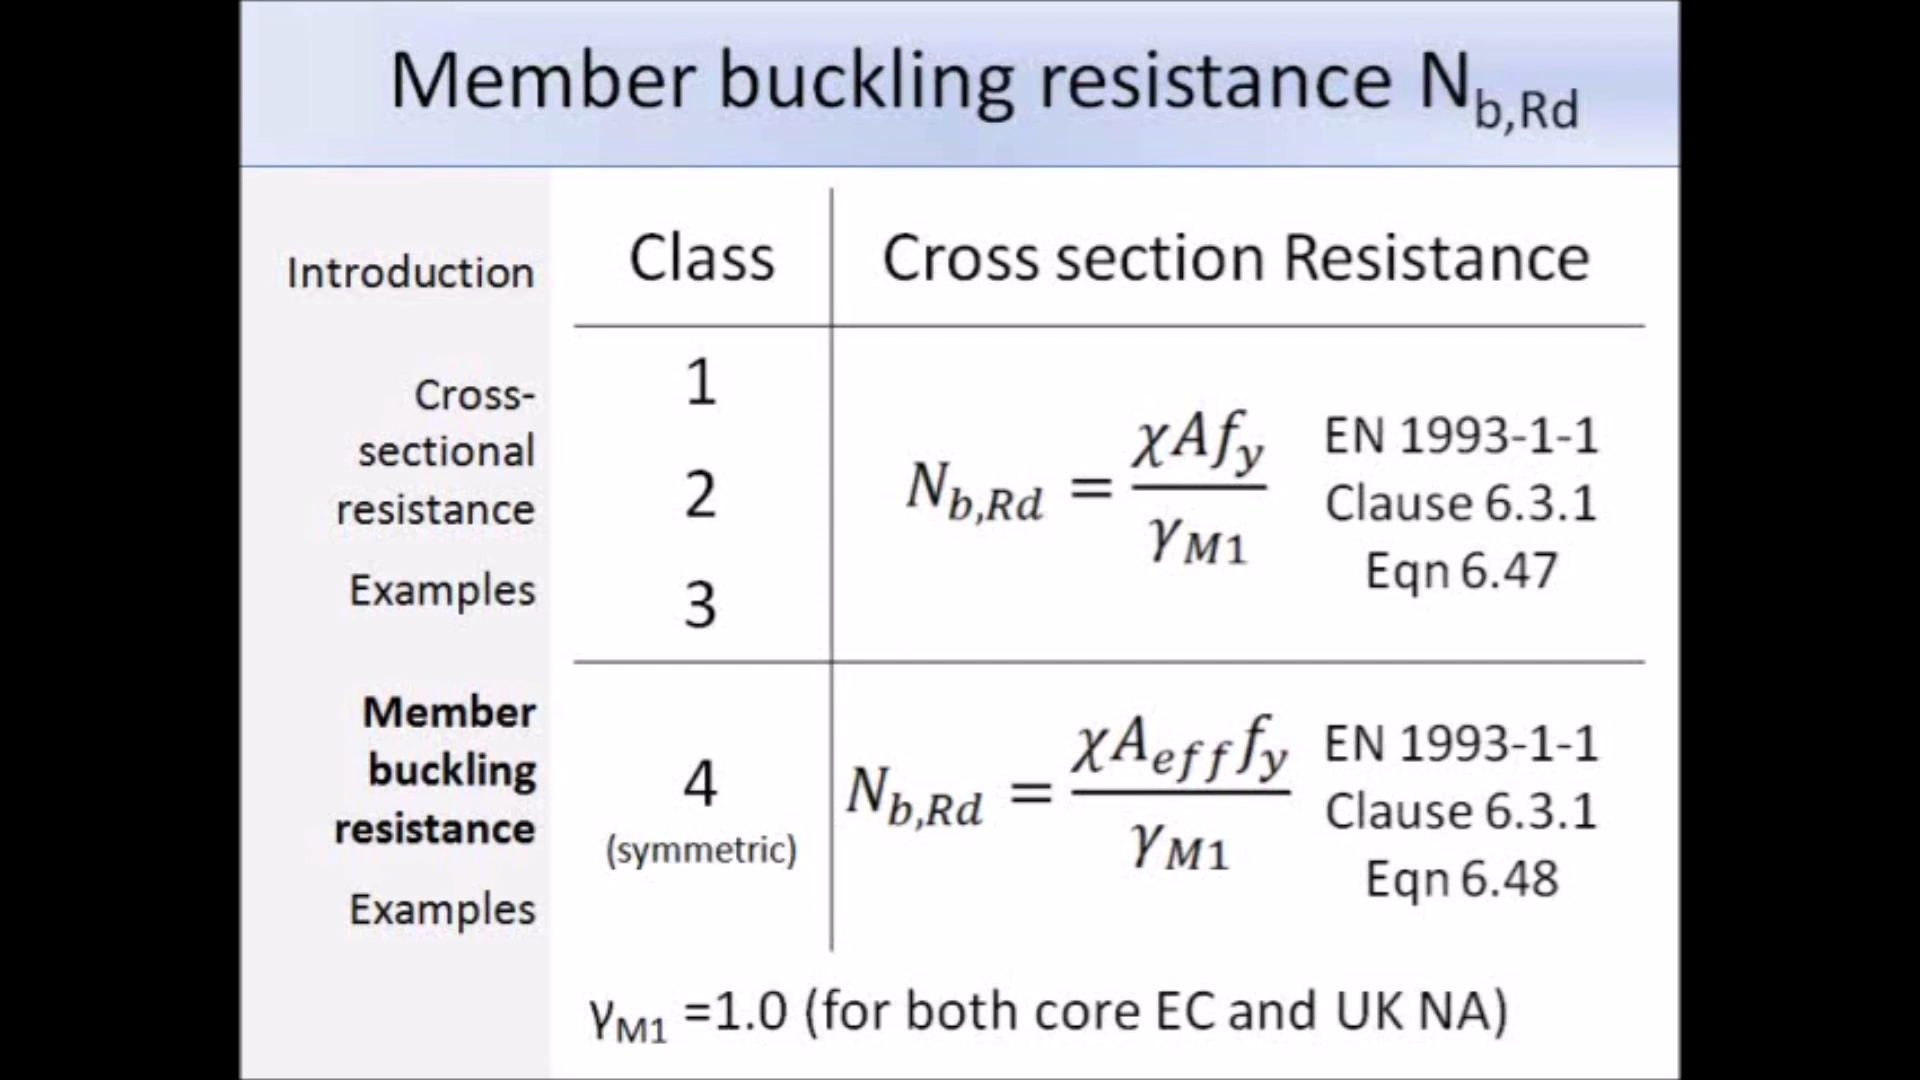 Member buckling resistance N_b,Rd
Introduction
Cross-
sectional
resistance
Examples
Member
buckling
resistance
Examples
Class
Cross section Resistance
1
2
3
N_b,Rd = χAf_y / γ_M1
EN 1993-1-1
Clause 6.3.1
Eqn 6.47
4
(symmetric)
N_b,Rd = χA_eff f_y / γ_M1
EN 1993-1-1
Clause 6.3.1
Eqn 6.48
γ_M1 =1.0 (for both core EC and UK NA)